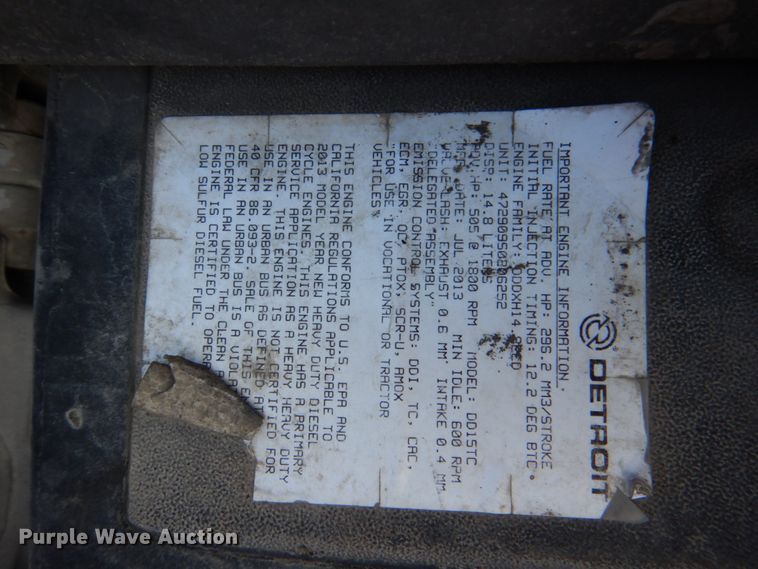 DETROIT
"IMPORTANT ENGINE INFORMATION"
FUEL RATE AT ADV. HP: 295.2 MM3/STROKE
INITIAL INJECTION TIMING: 12.2 DEG BTC.
ENGINE FAMILY:
UNIT:
DISP: 14.8 LITERS
ADV. HP: 505 @ 1800 RPM MODEL: DD15TC
MFG. DATE: JUL 2013 MIN IDLE: 600 RPM
VALVE LASH: EXHAUST 0.6 MM INTAKE 0.4 MM
"DELEGATED ASSEMBLY"
EMISSION CONTROL SYSTEMS: DDI, TC, CAC,
ECM, EGR, OC, PTOX, SCR-U, AMOX
"FOR USE IN VOCATIONAL OR TRACTOR
VEHICLES"
THIS ENGINE CONFORMS TO U.S. EPA AND
CALIFORNIA REGULATIONS APPLICABLE TO
2013 MODEL YEAR NEW HEAVY DUTY DIESEL
CYCLE ENGINES. THIS ENGINE HAS A PRIMARY
SERVICE APPLICATION AS A HEAVY HEAVY DUTY
ENGINE. THIS ENGINE IS NOT CERTIFIED FOR
USE IN AN URBAN BUS AS DEFINED A
40 CFR 86.093-2. SALE OF THIS E
USE IN AN URBAN BUS IS A VIOLA
FEDERAL LAW UNDER THE CLEAN A
ENGINE IS CERTIFIED TO OPERA
LOW SULFUR DIESEL FUEL.
Purple Wave Auction®